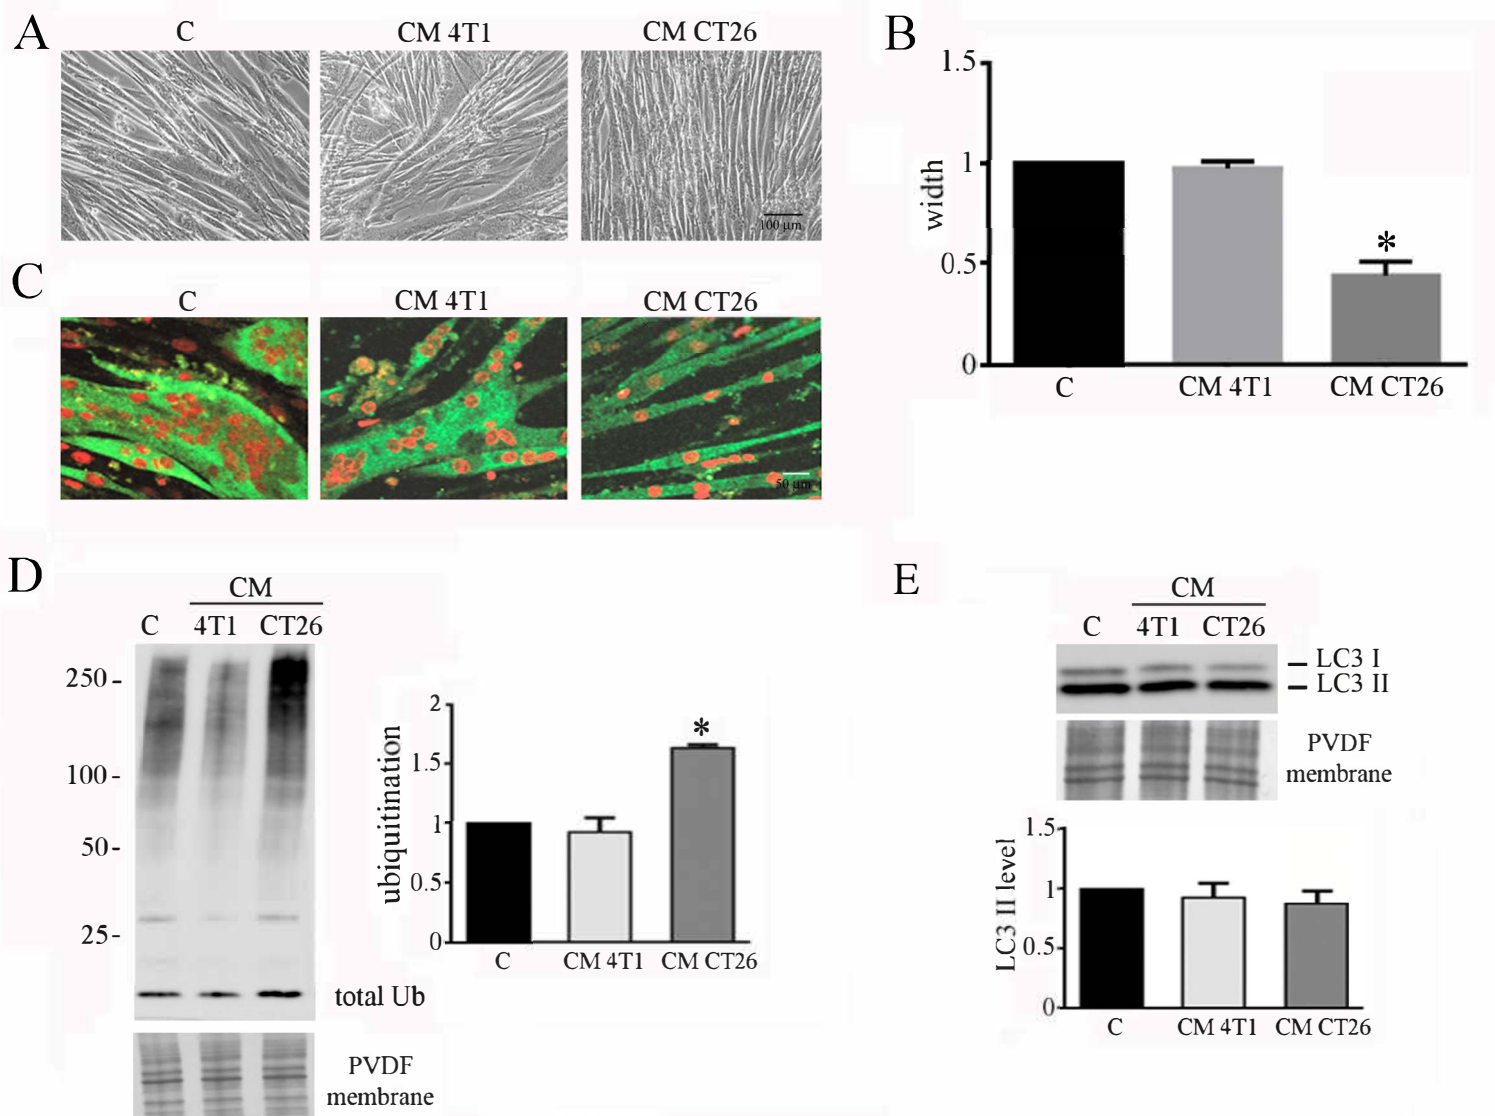 A
C
CM 4T1
CM CT26
100 μm
B
1.5
1
0.5
0
width
*
C
CM 4T1
CM CT26
C
C
CM 4T1
CM CT26
50 μm
D
CM
C
4T1
CT26
250 -
100 -
50 -
25 -
total Ub
PVDF
membrane
2
1.5
1
0.5
0
ubiquitination
*
C
CM 4T1
CM CT26
E
CM
C
4T1
CT26
LC3 I
LC3 II
PVDF
membrane
1.5
1
0.5
0
LC3 II level
C
CM 4T1
CM CT26